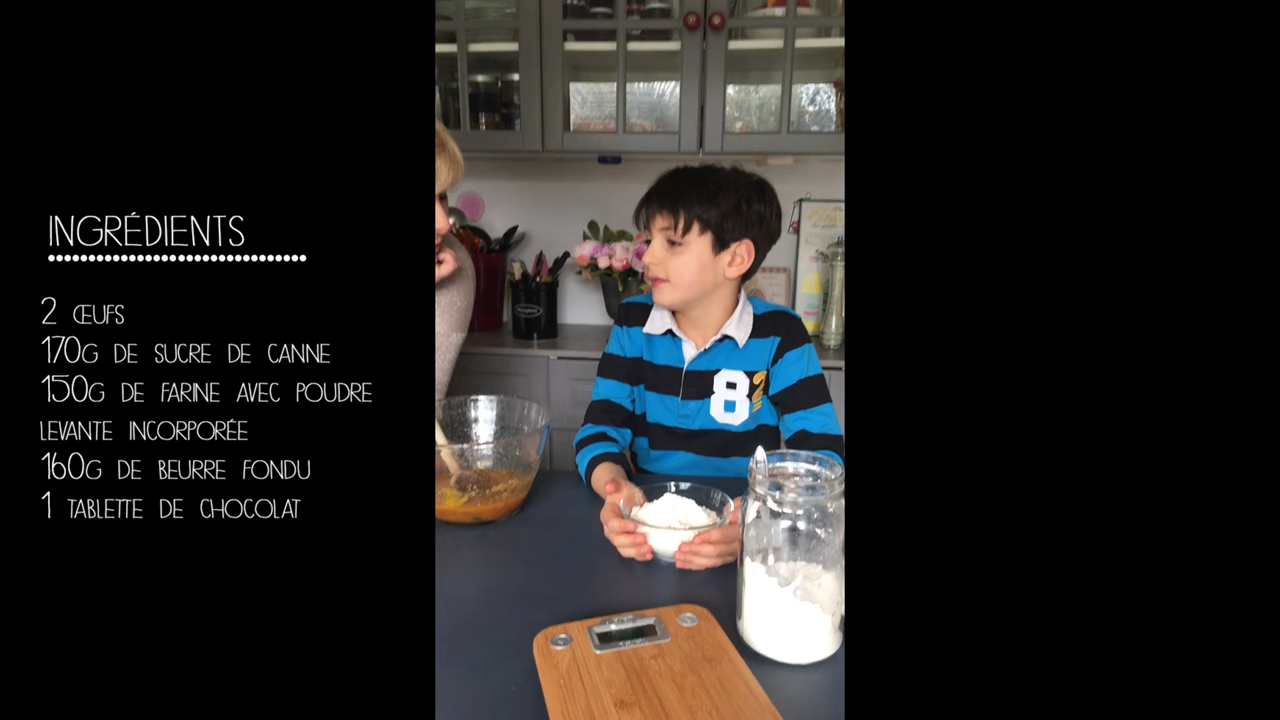 INGRÉDIENTS
2 ŒUFS
170G DE SUCRE DE CANNE
150G DE FARINE AVEC POUDRE
LEVANTE INCORPORÉE
160G DE BEURRE FONDU
1 TABLETTE DE CHOCOLAT
82